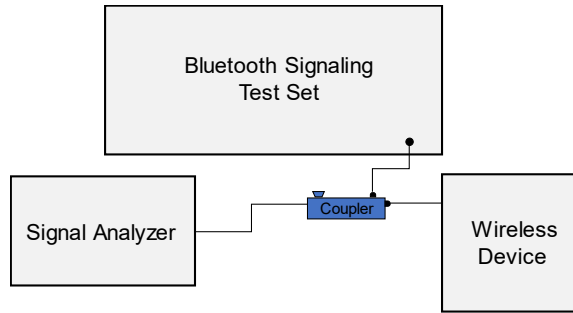 Bluetooth Signaling
Test Set
Signal Analyzer
Coupler
Wireless
Device